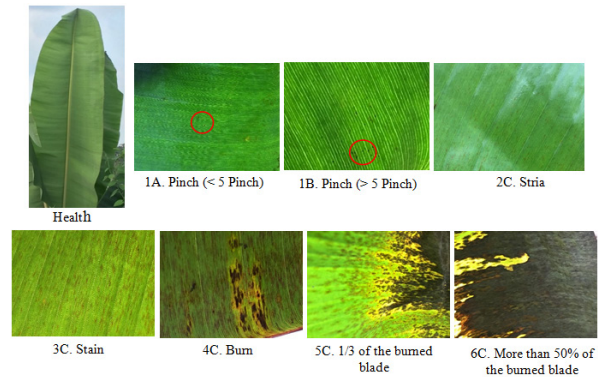 Health
1A. Pinch (< 5 Pinch)
1B. Pinch (> 5 Pinch)
2C. Stria
3C. Stain
4C. Burn
5C. 1/3 of the burned
blade
6C. More than 50% of
the burned blade